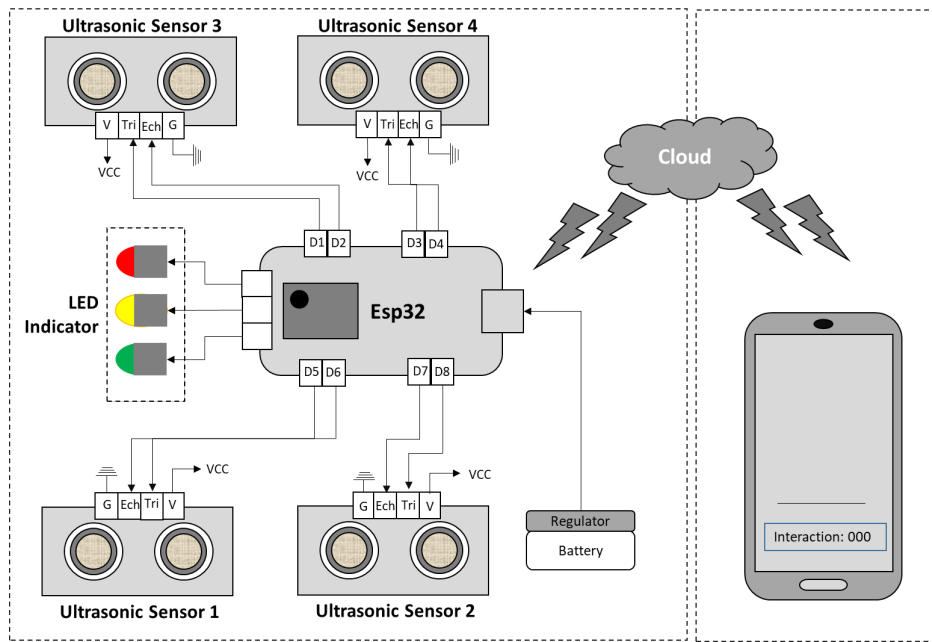 Ultrasonic Sensor 3
Ultrasonic Sensor 4
V Tri Ech G
V Tri Ech G
VCC
VCC
Cloud
D1 D2
D3 D4
LED
Indicator
Esp32
D5 D6
D7 D8
VCC
VCC
G Ech Tri V
G Ech Tri V
Regulator
Battery
Interaction: 000
Ultrasonic Sensor 1
Ultrasonic Sensor 2